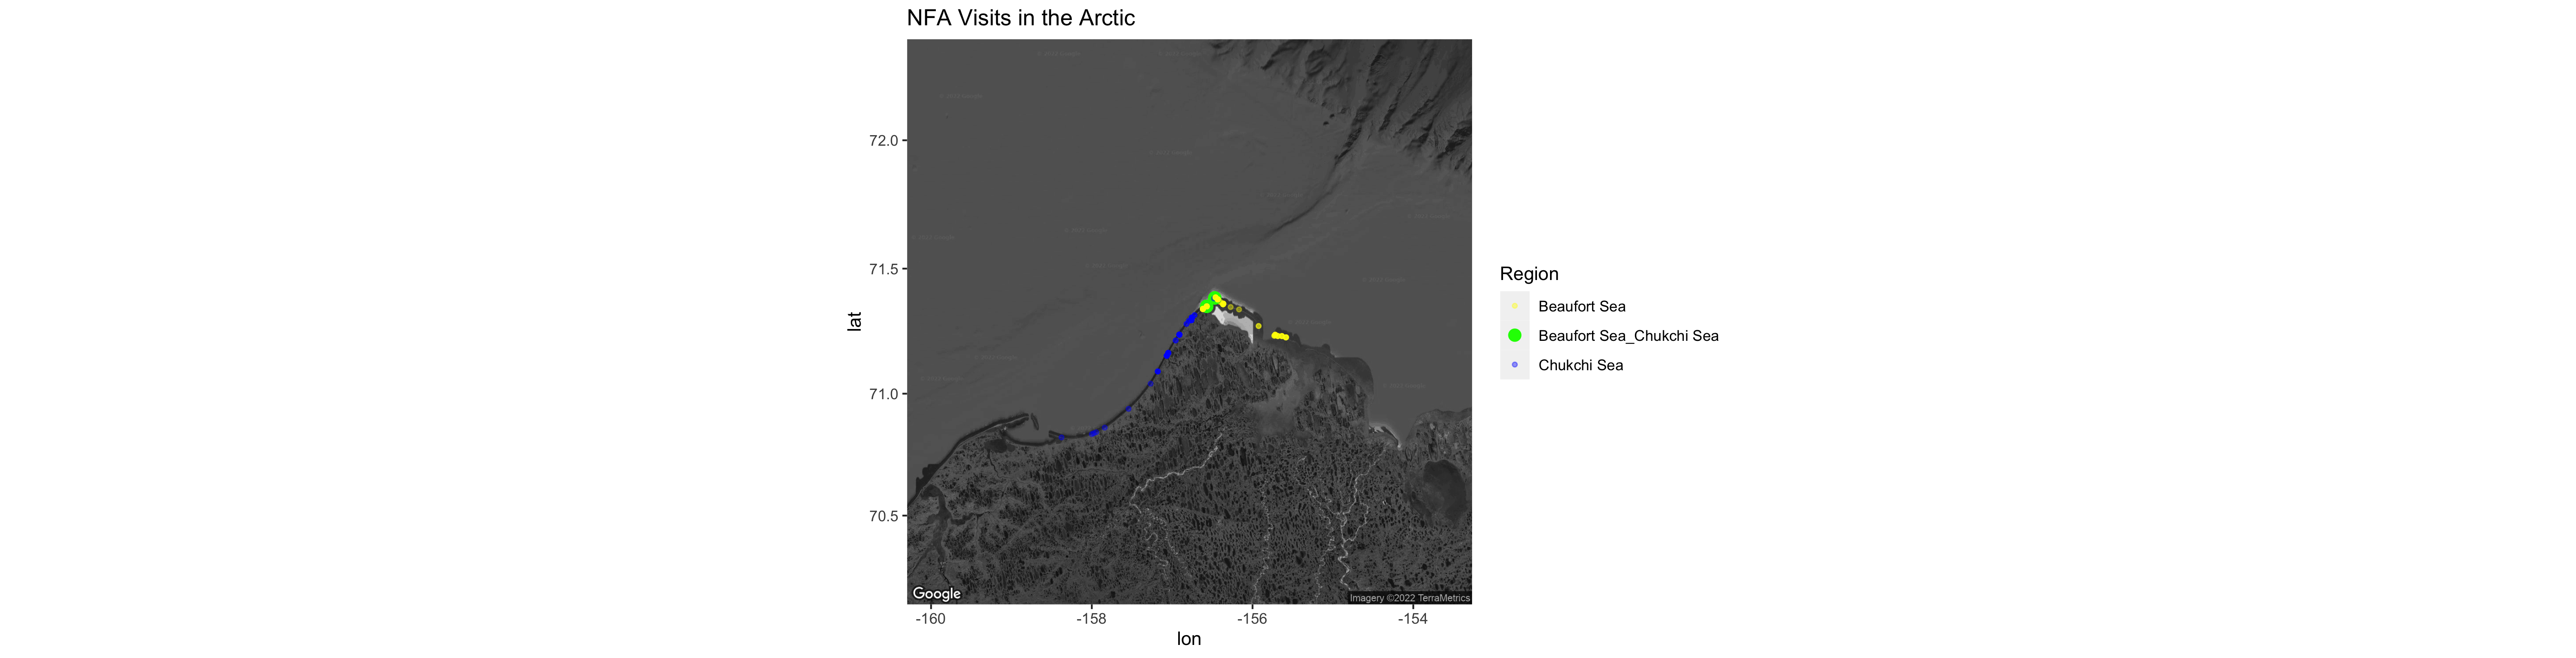 NFA Visits in the Arctic
72.0
71.5
71.0
70.5
lat
-160
-158
-156
-154
lon
Google
Imagery ©2022 TerraMetrics
Region
Beaufort Sea
Beaufort Sea_Chukchi Sea
Chukchi Sea